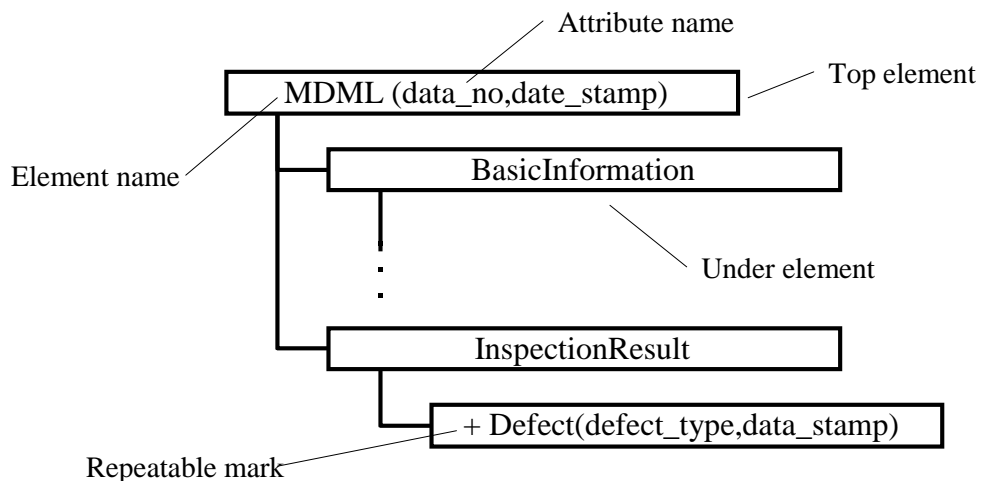 Attribute name
Top element
MDML (data_no,date_stamp)
Element name
BasicInformation
Under element
InspectionResult
+ Defect(defect_type,data_stamp)
Repeatable mark